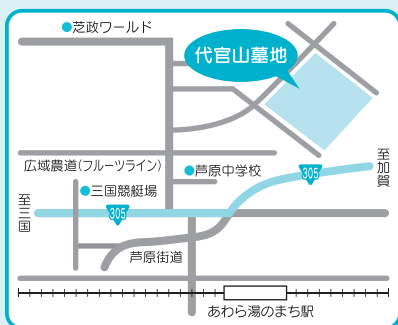 芝政ワールド
代官山墓地
広域農道(フルーツライン)
芦原中学校
至加賀
三国競艇場
305
至三国
305
芦原街道
あわら湯のまち駅